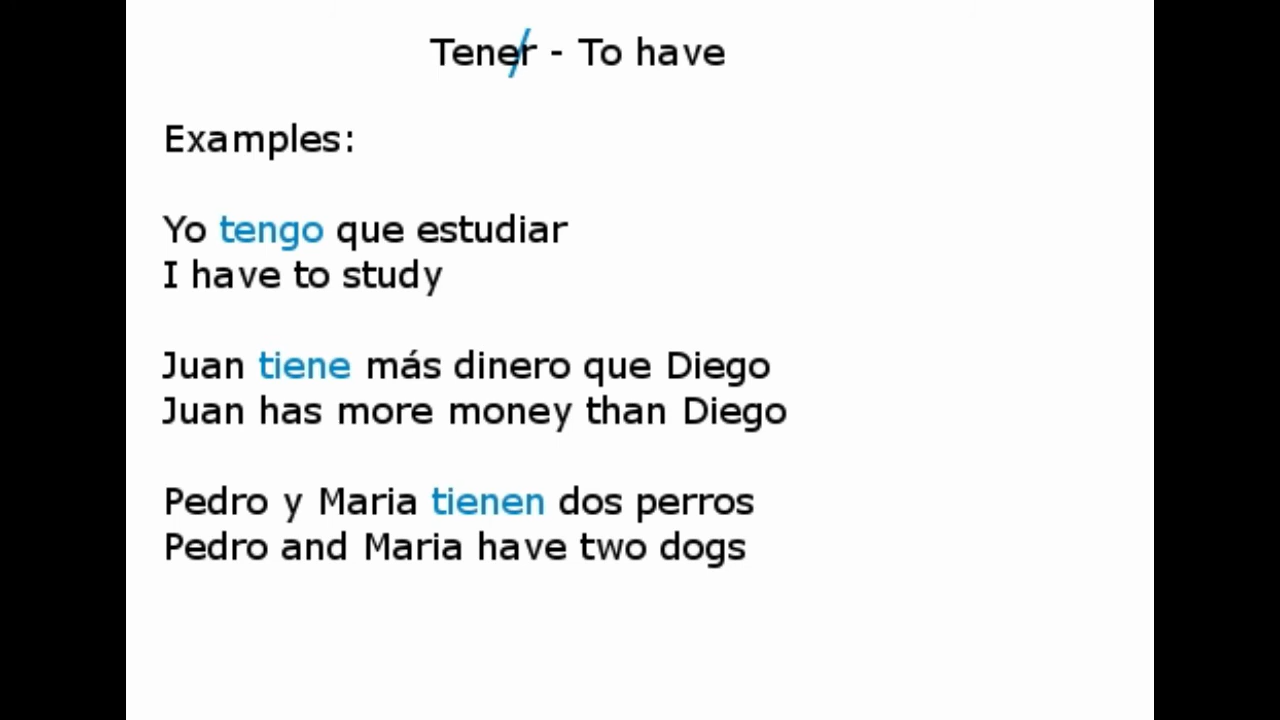 Tener - To have
Examples:
Yo tengo que estudiar
I have to study
Juan tiene más dinero que Diego
Juan has more money than Diego
Pedro y Maria tienen dos perros
Pedro and Maria have two dogs